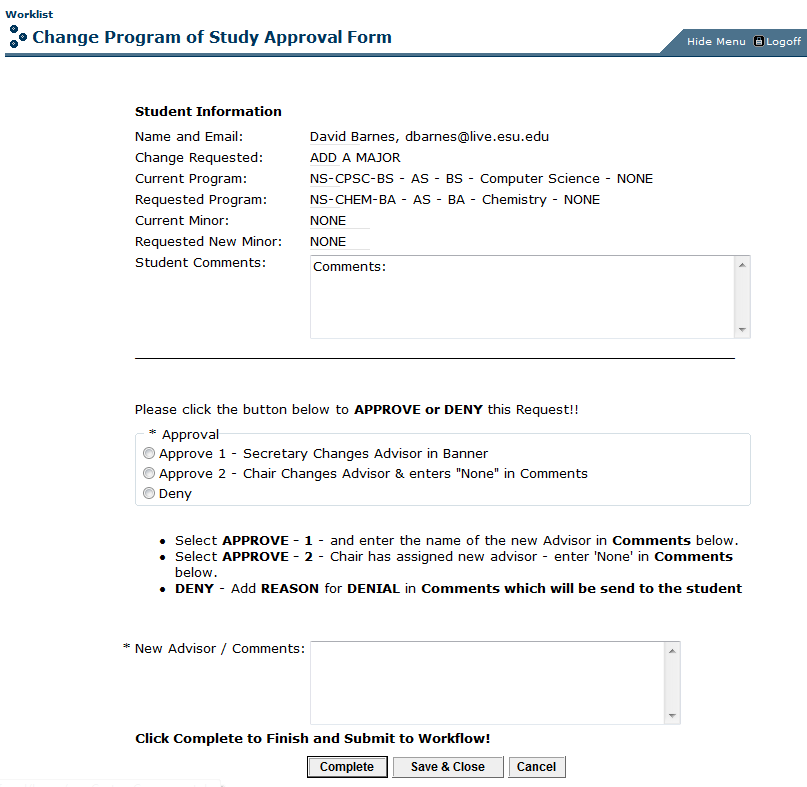 Worklist
Change Program of Study Approval Form
Hide Menu Logoff
Student Information
Name and Email: David Barnes, dbarnes@live.esu.edu
Change Requested: ADD A MAJOR
Current Program: NS-CPSC-BS - AS - BS - Computer Science - NONE
Requested Program: NS-CHEM-BA - AS - BA - Chemistry - NONE
Current Minor: NONE
Requested New Minor: NONE
Student Comments: Comments:
Please click the button below to APPROVE or DENY this Request!!
* Approval
Approve 1 - Secretary Changes Advisor in Banner
Approve 2 - Chair Changes Advisor & enters "None" in Comments
Deny
• Select APPROVE - 1 - and enter the name of the new Advisor in Comments below.
• Select APPROVE - 2 - Chair has assigned new advisor - enter 'None' in Comments
below.
• DENY - Add REASON for DENIAL in Comments which will be send to the student
* New Advisor / Comments:
Click Complete to Finish and Submit to Workflow!
Complete Save & Close Cancel